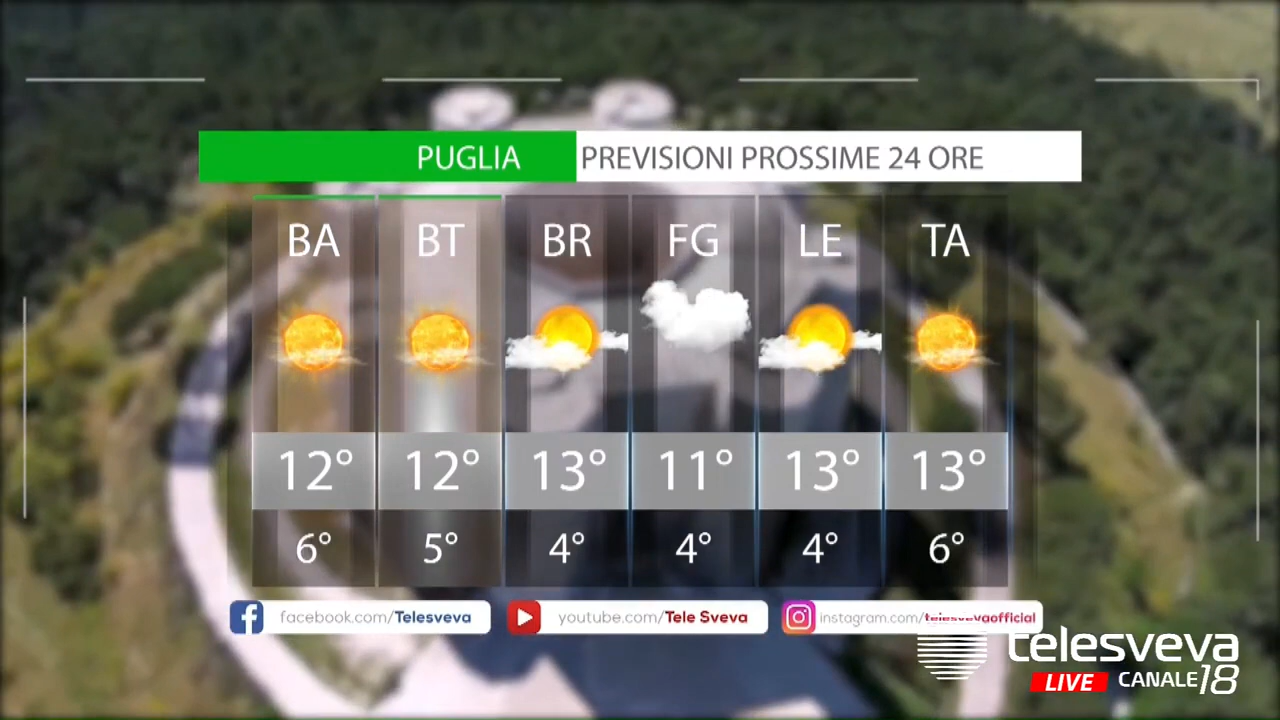 PUGLIA PREVISIONI PROSSIME 24 ORE
BA BT BR FG LE TA
12° 12° 13° 11° 13° 13°
6° 5° 4° 4° 4° 6°
facebook.com/Telesveva youtube.com/Tele Sveva instagram.com/telesvevaofficial
telesveva
LIVE CANALE 18